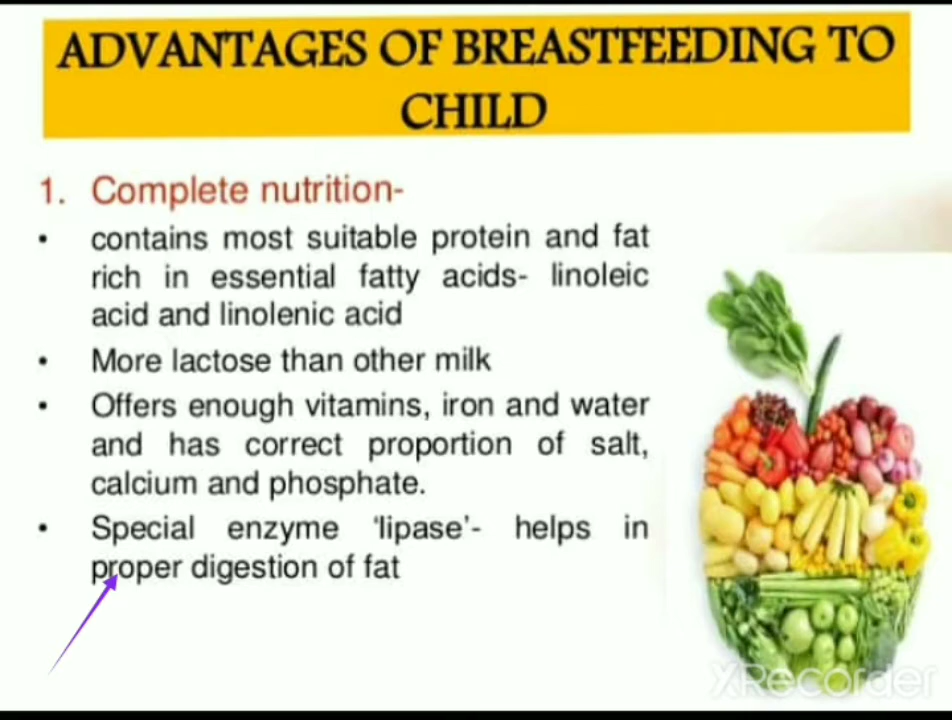 ADVANTAGES OF BREASTFEEDING TO
CHILD
1. Complete nutrition-
• contains most suitable protein and fat
rich in essential fatty acids- linoleic
acid and linolenic acid
• More lactose than other milk
• Offers enough vitamins, iron and water
and has correct proportion of salt,
calcium and phosphate.
• Special enzyme 'lipase'- helps in
proper digestion of fat
XRecorder